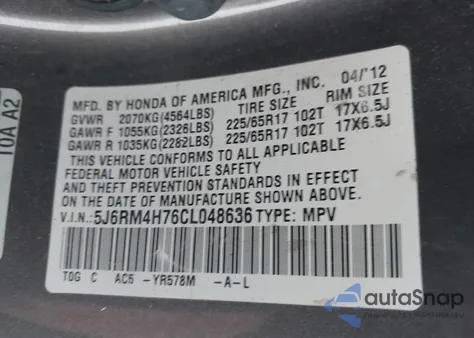 MFD. BY HONDA OF AMERICA MFG., INC. 04/'12
GVWR 2070KG(4564LBS) TIRE SIZE RIM SIZE
GAWR F 1055KG(2326LBS) 225/65R17 102T 17X6.5J
GAWR R 1035KG(2282LBS) 225/65R17 102T 17X6.5J
THIS VEHICLE CONFORMS TO ALL APPLICABLE
FEDERAL MOTOR VEHICLE SAFETY
AND THEFT PREVENTION STANDARDS IN EFFECT
ON THE DATE OF MANUFACTURE SHOWN ABOVE.
V.I.N.:5J6RM4H76CL048636 TYPE: MPV
T0G C AC5 -YR578M -A-L
T0A A2
autoSnap